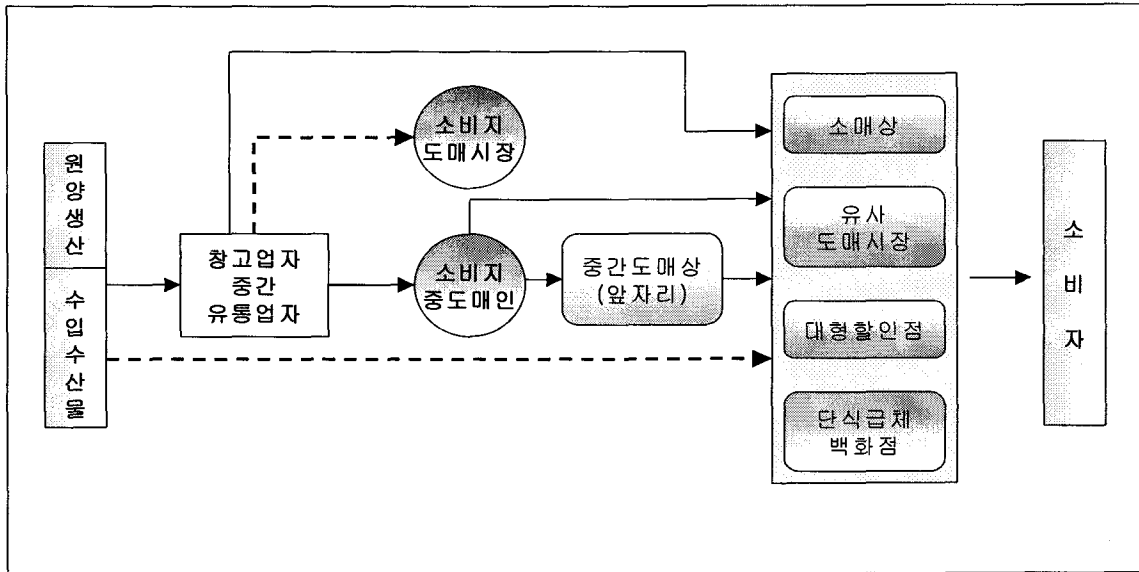 원양생산
수입수산물
창고업자
중간
유통업자
소비지
도매시장
소비지
중도매인
중간도매상
(앞자리)
소매상
유사
도매시장
대형할인점
단식급체
백화점
소비자